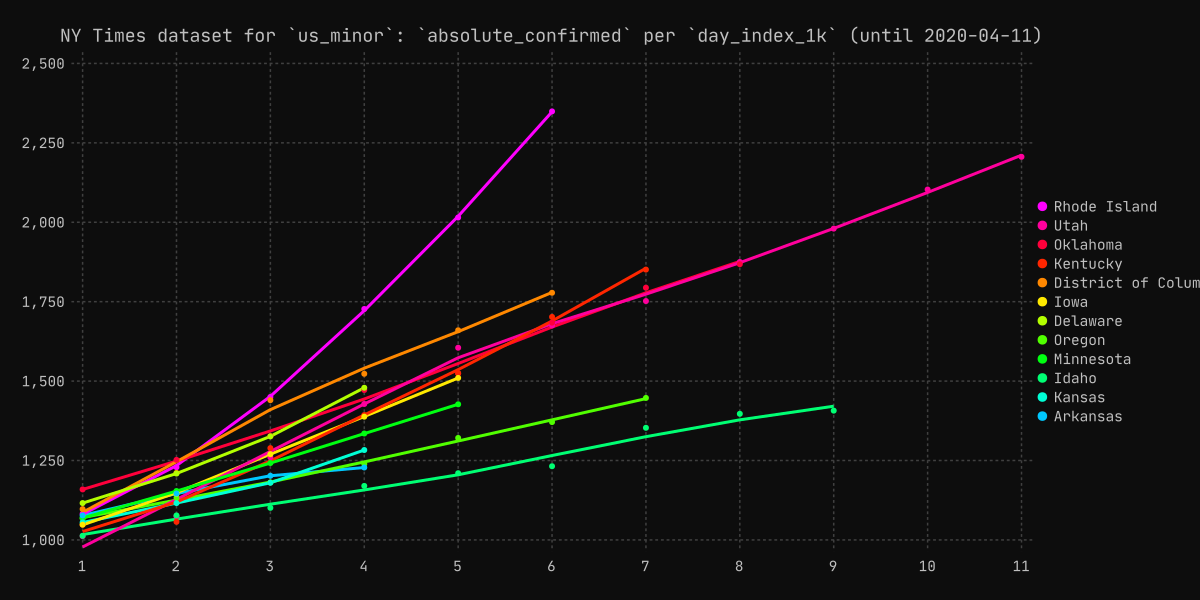 NY Times dataset for `us_minor`: `absolute_confirmed` per `day_index_1k` (until 2020-04-11)
2,500
2,250
2,000
1,750
1,500
1,250
1,000
1 2 3 4 5 6 7 8 9 10 11
Rhode Island
Utah
Oklahoma
Kentucky
District of Colum
Iowa
Delaware
Oregon
Minnesota
Idaho
Kansas
Arkansas